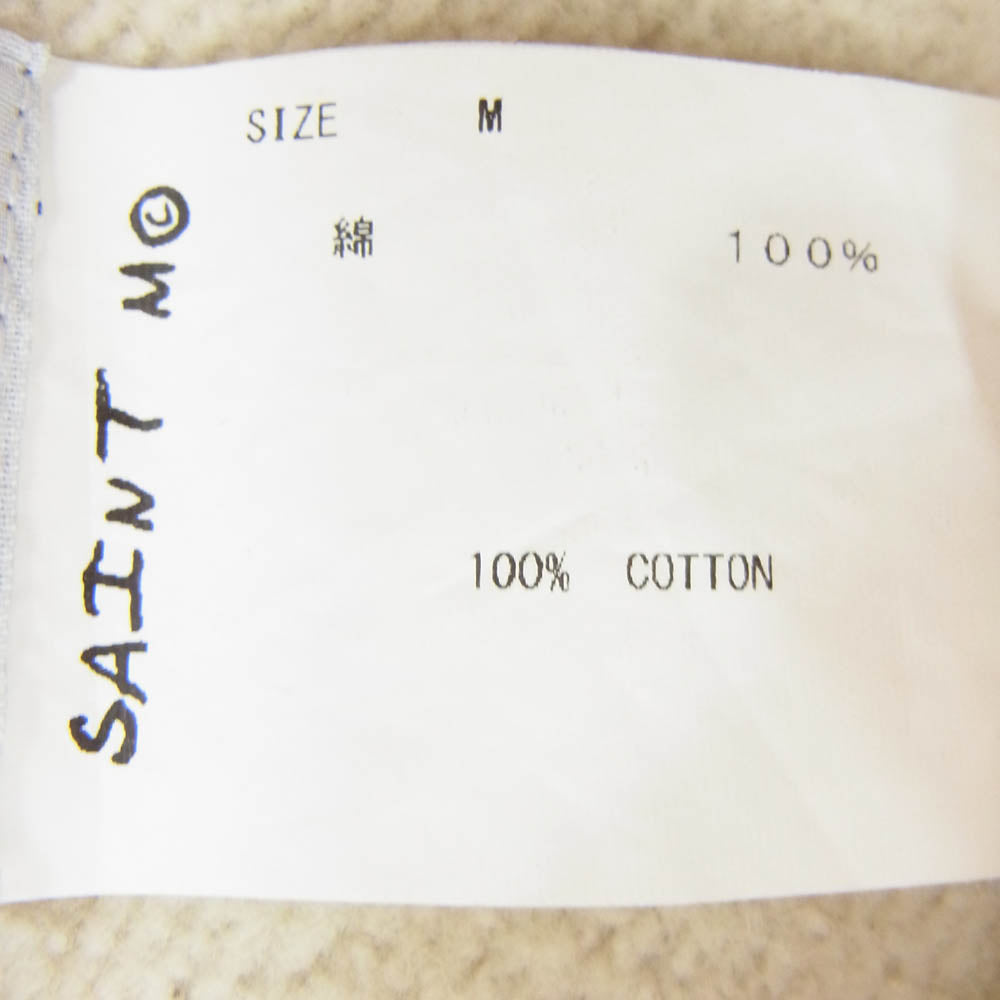 SAINT M©
SIZE M
綿 100%
100% COTTON